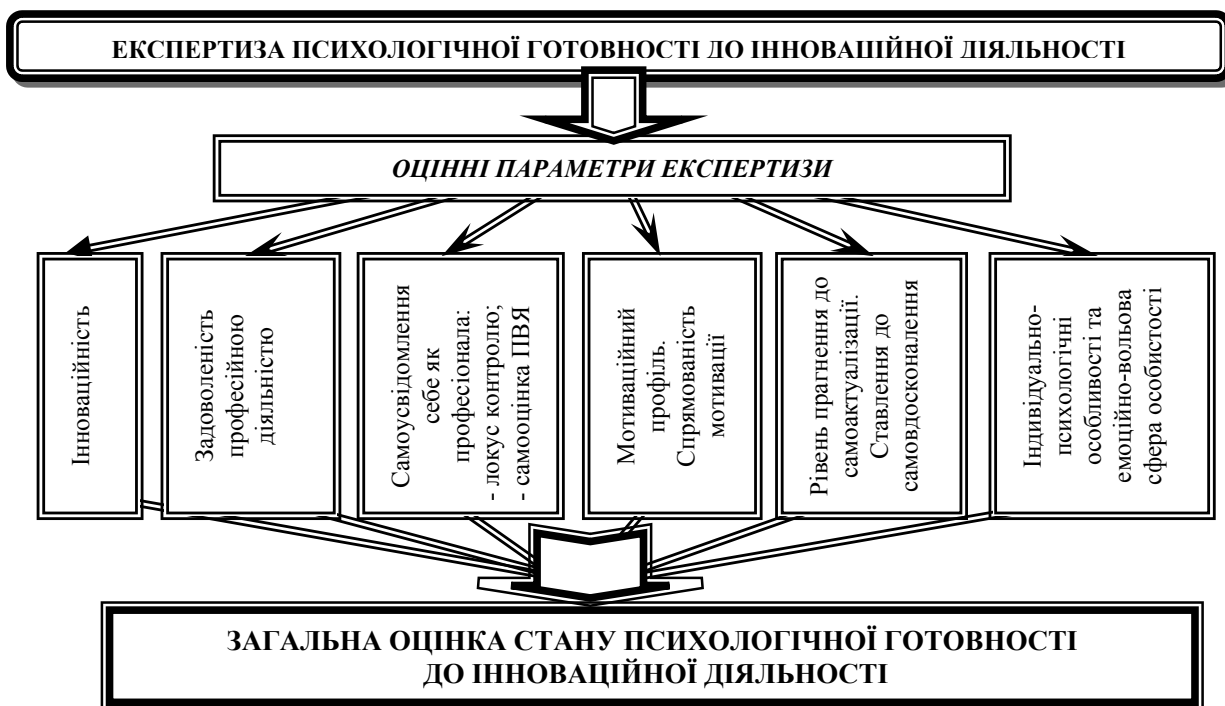 ЕКСПЕРТИЗА ПСИХОЛОГІЧНОЇ ГОТОВНОСТІ ДО ІННОВАЦІЙНОЇ ДІЯЛЬНОСТІ
ОЦІННІ ПАРАМЕТРИ ЕКСПЕРТИЗИ
Інноваційність
Задоволеність
професійною
діяльністю
Самоусвідомлення
себе як
професіонала:
- локус контролю;
- самооцінка ПВЯ
Мотиваційний
профіль.
Спрямованість
мотивації
Рівень прагнення до
самоактуалізації.
Ставлення до
самовдосконалення
Індивідуально-
психологічні
особливості та
емоційно-вольова
сфера особистості
ЗАГАЛЬНА ОЦІНКА СТАНУ ПСИХОЛОГІЧНОЇ ГОТОВНОСТІ
ДО ІННОВАЦІЙНОЇ ДІЯЛЬНОСТІ